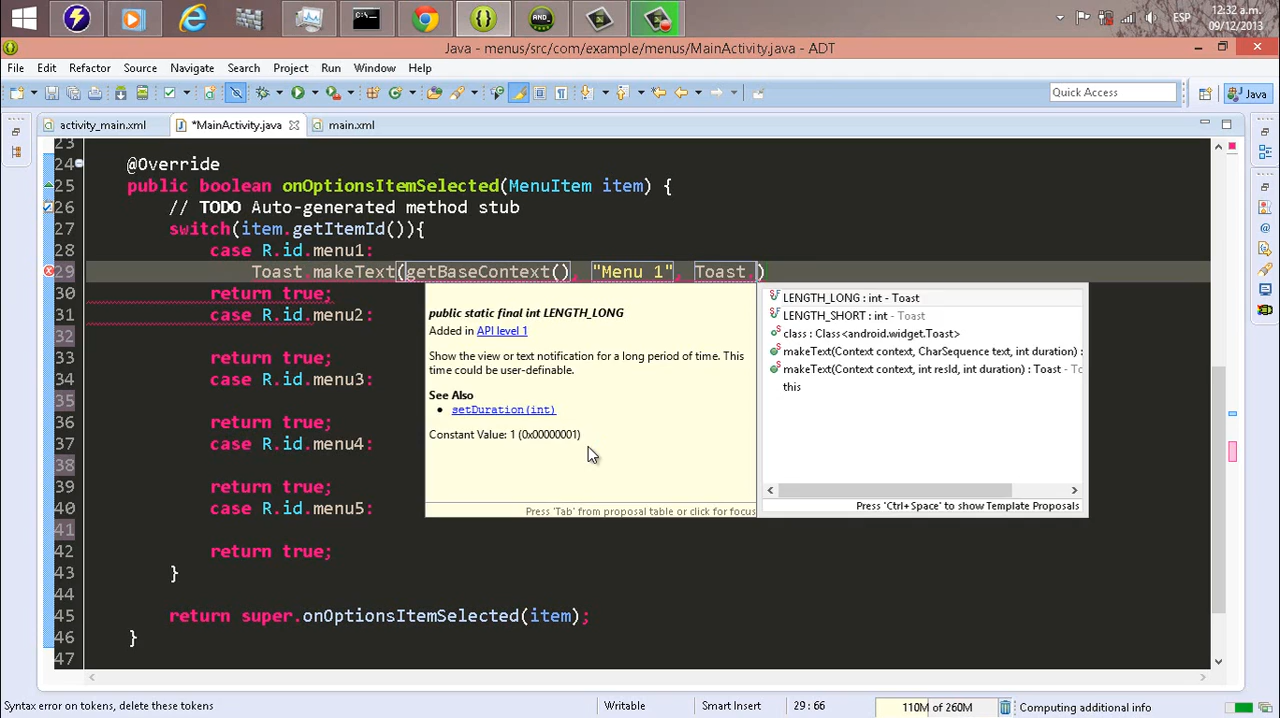 12:32 a.m.
ESP
09/12/2013
Java - menus/src/com/example/menus/MainActivity.java - ADT
File Edit Refactor Source Navigate Search Project Run Window Help
Quick Access
Java
activity_main.xml
*MainActivity.java
main.xml
23
24 @Override
25 public boolean onOptionsItemSelected(MenuItem item) {
26 // TODO Auto-generated method stub
27 switch(item.getItemId()){
28 case R.id.menu1:
29 Toast.makeText(getBaseContext(), "Menu 1", Toast.)
30 return true;
31 case R.id.menu2:
32
33 return true;
34 case R.id.menu3:
35
36 return true;
37 case R.id.menu4:
38
39 return true;
40 case R.id.menu5:
41
42 return true;
43 }
44
45 return super.onOptionsItemSelected(item);
46 }
47
public static final int LENGTH_LONG
Added in API level 1
Show the view or text notification for a long period of time. This
time could be user-definable.
See Also
setDuration(int)
Constant Value: 1 (0x00000001)
Press 'Tab' from proposal table or click for focus
LENGTH_LONG : int - Toast
LENGTH_SHORT : int - Toast
class : Class<android.widget.Toast>
makeText(Context context, CharSequence text, int duration) :
makeText(Context context, int resId, int duration) : Toast - To
this
Press 'Ctrl+Space' to show Template Proposals
Syntax error on tokens, delete these tokens
Writable
Smart Insert
29 : 66
110M of 260M
Computing additional info